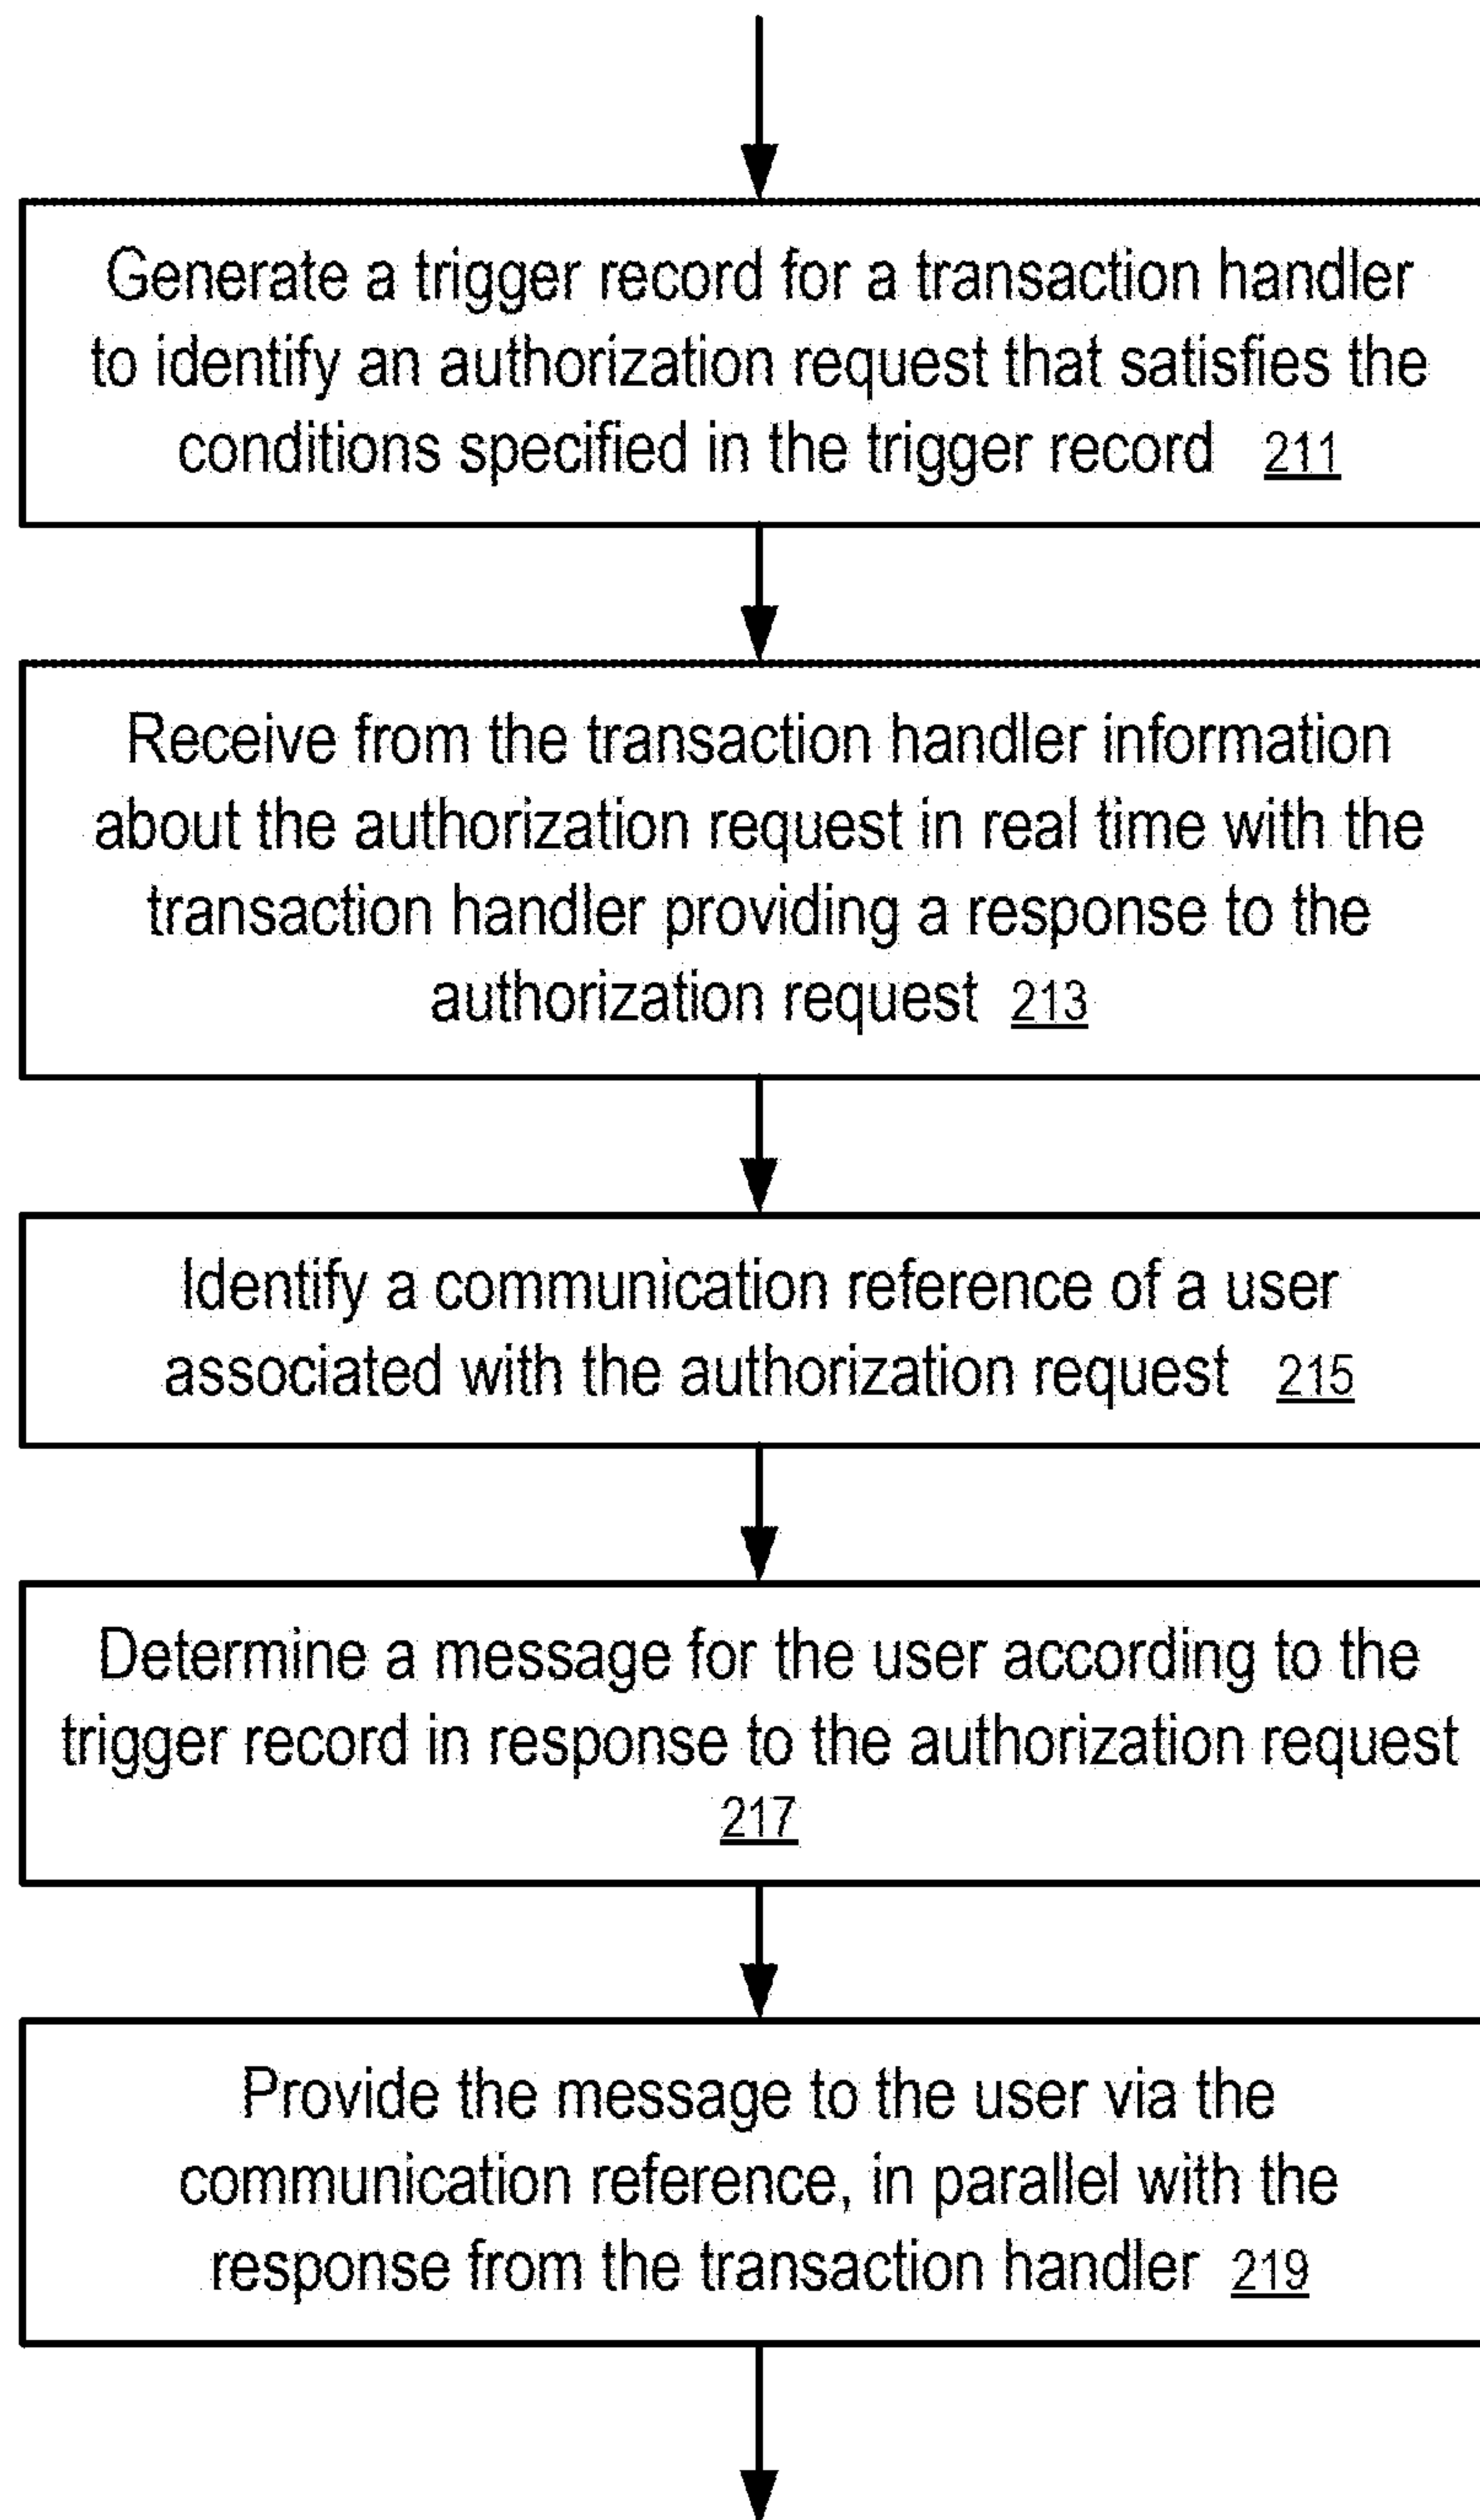 Generate a trigger record for a transaction handler
to identify an authorization request that satisfies the
conditions specified in the trigger record 211
Receive from the transaction handler information
about the authorization request in real time with the
transaction handler providing a response to the
authorization request 213
Identify a communication reference of a user
associated with the authorization request 215
Determine a message for the user according to the
trigger record in response to the authorization request
217
Provide the message to the user via the
communication reference, in parallel with the
response from the transaction handler 219